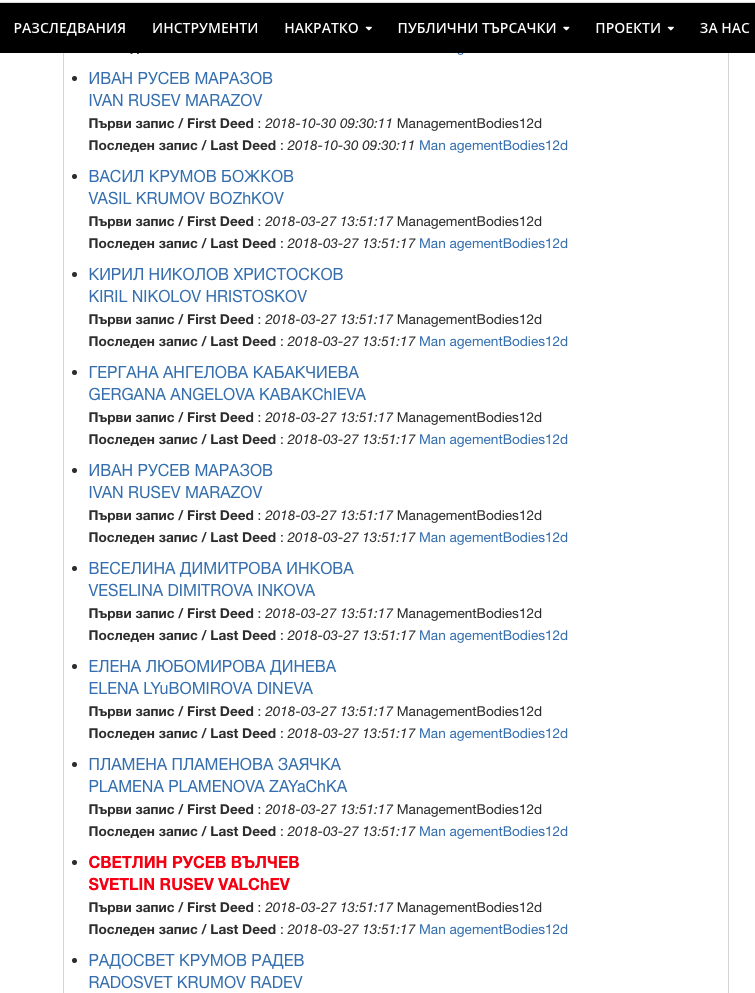 РАЗСЛЕДВАНИЯ ИНСТРУМЕНТИ НАКРАТКО ПУБЛИЧНИ ТЪРСАЧКИ ПРОЕКТИ ЗА НАС
ИВАН РУСЕВ МАРАЗОВ
IVAN RUSEV MARAZOV
Първи запис / First Deed : 2018-10-30 09:30:11 ManagementBodies12d
Последен запис / Last Deed : 2018-10-30 09:30:11 Man agementBodies12d
ВАСИЛ КРУМОВ БОЖКОВ
VASIL KRUMOV BOZhKOV
Първи запис / First Deed : 2018-03-27 13:51:17 ManagementBodies12d
Последен запис / Last Deed : 2018-03-27 13:51:17 Man agementBodies12d
КИРИЛ НИКОЛОВ ХРИСТОСКОВ
KIRIL NIKOLOV HRISTOSKOV
Първи запис / First Deed : 2018-03-27 13:51:17 ManagementBodies12d
Последен запис / Last Deed : 2018-03-27 13:51:17 Man agementBodies12d
ГЕРГАНА АНГЕЛОВА КАБАКЧИЕВА
GERGANA ANGELOVA KABAKChIEVA
Първи запис / First Deed : 2018-03-27 13:51:17 ManagementBodies12d
Последен запис / Last Deed : 2018-03-27 13:51:17 Man agementBodies12d
ИВАН РУСЕВ МАРАЗОВ
IVAN RUSEV MARAZOV
Първи запис / First Deed : 2018-03-27 13:51:17 ManagementBodies12d
Последен запис / Last Deed : 2018-03-27 13:51:17 Man agementBodies12d
ВЕСЕЛИНА ДИМИТРОВА ИНКОВА
VESELINA DIMITROVA INKOVA
Първи запис / First Deed : 2018-03-27 13:51:17 ManagementBodies12d
Последен запис / Last Deed : 2018-03-27 13:51:17 Man agementBodies12d
ЕЛЕНА ЛЮБОМИРОВА ДИНЕВА
ELENA LYuBOMIROVA DINEVA
Първи запис / First Deed : 2018-03-27 13:51:17 ManagementBodies12d
Последен запис / Last Deed : 2018-03-27 13:51:17 Man agementBodies12d
ПЛАМЕНА ПЛАМЕНОВА ЗАЯЧКА
PLAMENA PLAMENOVA ZAYaChKA
Първи запис / First Deed : 2018-03-27 13:51:17 ManagementBodies12d
Последен запис / Last Deed : 2018-03-27 13:51:17 Man agementBodies12d
СВЕТЛИН РУСЕВ ВЪЛЧЕВ
SVETLIN RUSEV VALChEV
Първи запис / First Deed : 2018-03-27 13:51:17 ManagementBodies12d
Последен запис / Last Deed : 2018-03-27 13:51:17 Man agementBodies12d
РАДОСВЕТ КРУМОВ РАДЕВ
RADOSVET KRUMOV RADEV